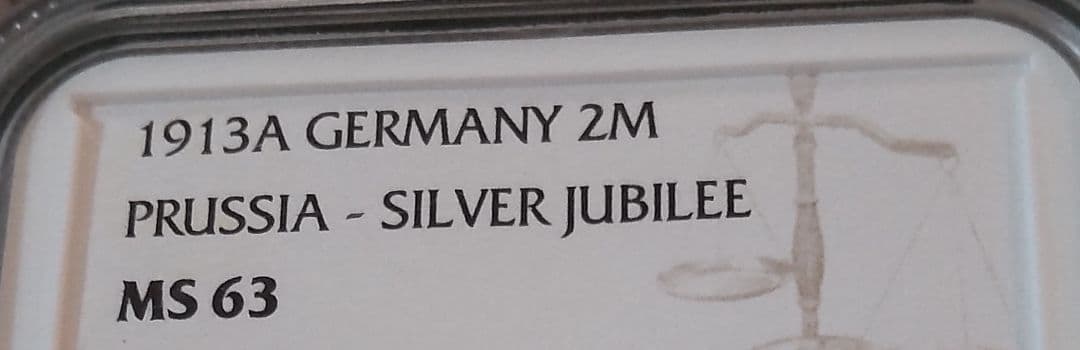 1913A GERMANY 2M
PRUSSIA - SILVER JUBILEE
MS 63